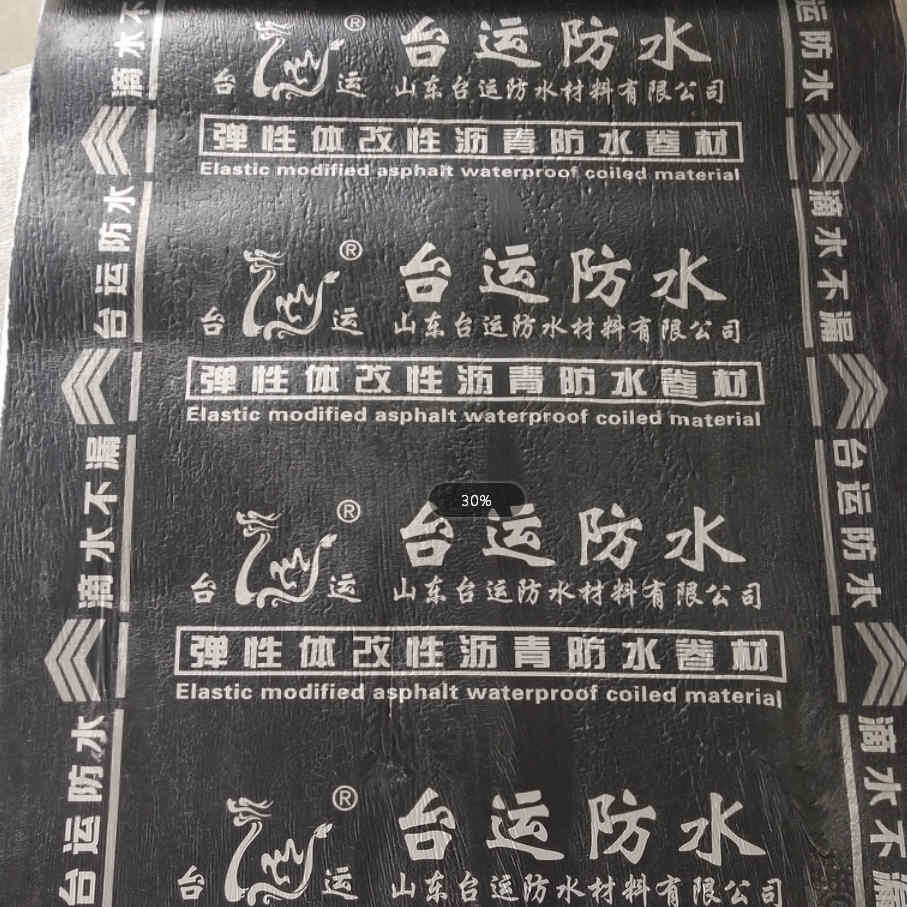 台运 ® 台运防水
山东台运防水材料有限公司
弹性体改性沥青防水卷材
Elastic modified asphalt waterproof coiled material
台运 ® 台运防水
山东台运防水材料有限公司
弹性体改性沥青防水卷材
Elastic modified asphalt waterproof coiled material
30%
台运 ® 台运防水
山东台运防水材料有限公司
弹性体改性沥青防水卷材
Elastic modified asphalt waterproof coiled material
台运 ® 台运防水
山东台运防水材料有限公司
滴水不
台运防水
滴水不漏
台运防水
运防水
滴水不漏
台运防水
滴水不漏